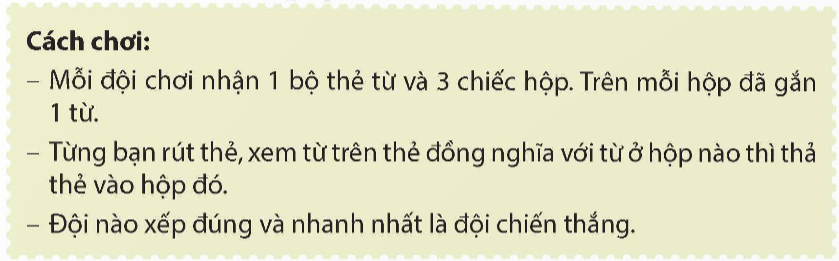 Cách chơi:
– Mỗi đội chơi nhận 1 bộ thẻ từ và 3 chiếc hộp. Trên mỗi hộp đã gắn
1 từ.
– Từng bạn rút thẻ, xem từ trên thẻ đồng nghĩa với từ ở hộp nào thì thả
thẻ vào hộp đó.
– Đội nào xếp đúng và nhanh nhất là đội chiến thắng.